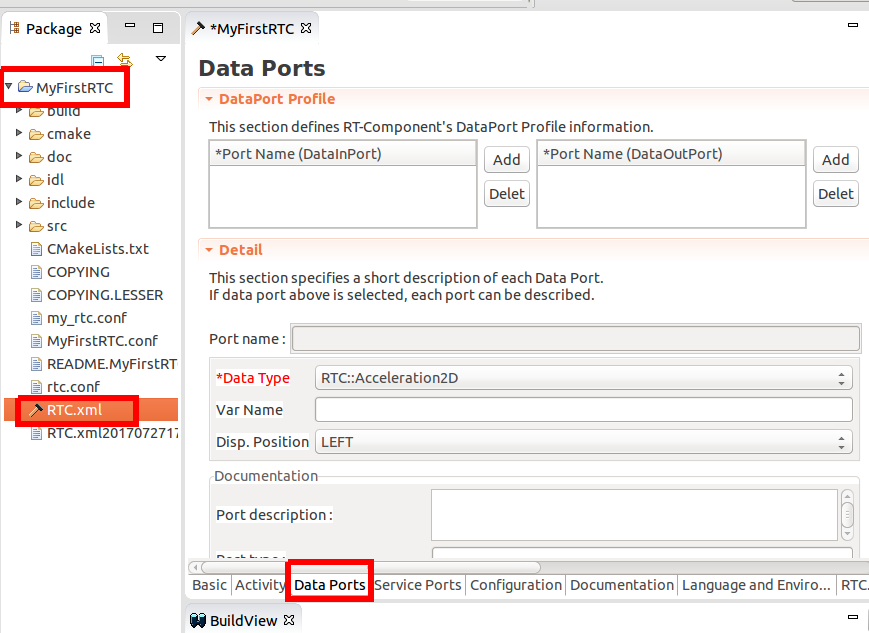 Package
MyFirstRTC
build
cmake
doc
idl
include
src
CMakeLists.txt
COPYING
COPYING.LESSER
my_rtc.conf
MyFirstRTC.conf
README.MyFirstRT
rtc.conf
RTC.xml
RTC.xml2017072717
*MyFirstRTC
Data Ports
DataPort Profile
This section defines RT-Component's DataPort Profile information.
*Port Name (DataInPort)
Add
Delet
*Port Name (DataOutPort)
Add
Delet
Detail
This section specifies a short description of each Data Port.
If data port above is selected, each port can be described.
Port name :
*Data Type RTC::Acceleration2D
Var Name
Disp. Position LEFT
Documentation
Port description :
Basic Activity Data Ports Service Ports Configuration Documentation Language and Enviro... RTC.
BuildView